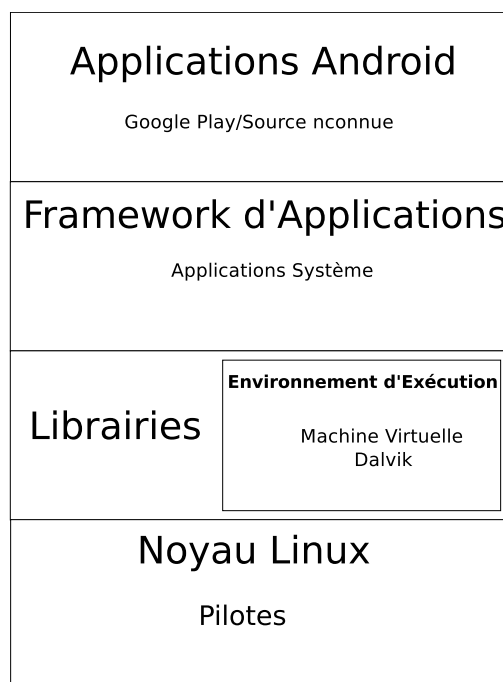 Applications Android
Google Play/Source nconnue
Framework d'Applications
Applications Système
Librairies
Environnement d'Exécution
Machine Virtuelle
Dalvik
Noyau Linux
Pilotes